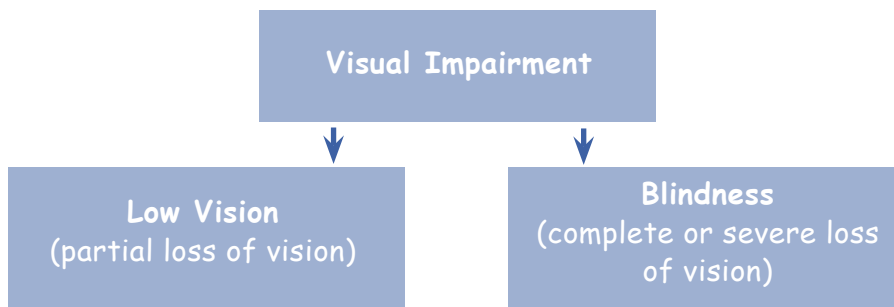 Visual Impairment
Low Vision
(partial loss of vision)
Blindness
(complete or severe loss
of vision)